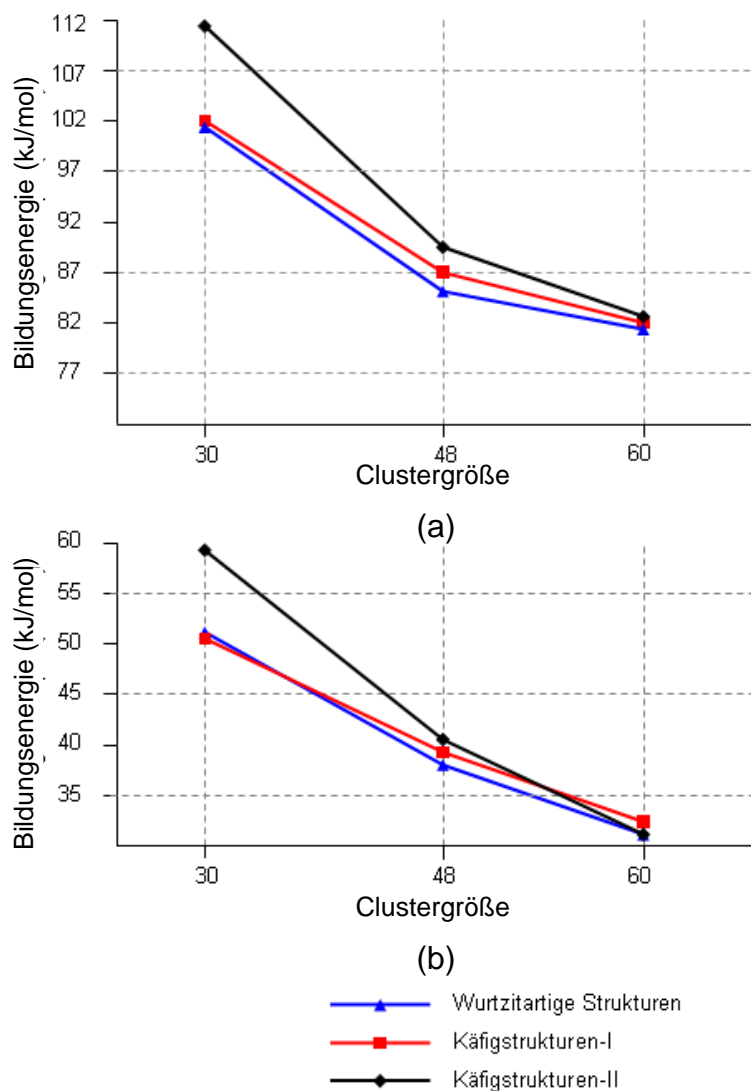 Bildungsenergie (kJ/mol)
112
107
102
97
92
87
82
77
30
48
60
Clustergröße
(a)
Bildungsenergie (kJ/mol)
60
55
50
45
40
35
30
48
60
Clustergröße
(b)
Wurtzitartige Strukturen
Käfigstrukturen-I
Käfigstrukturen-II